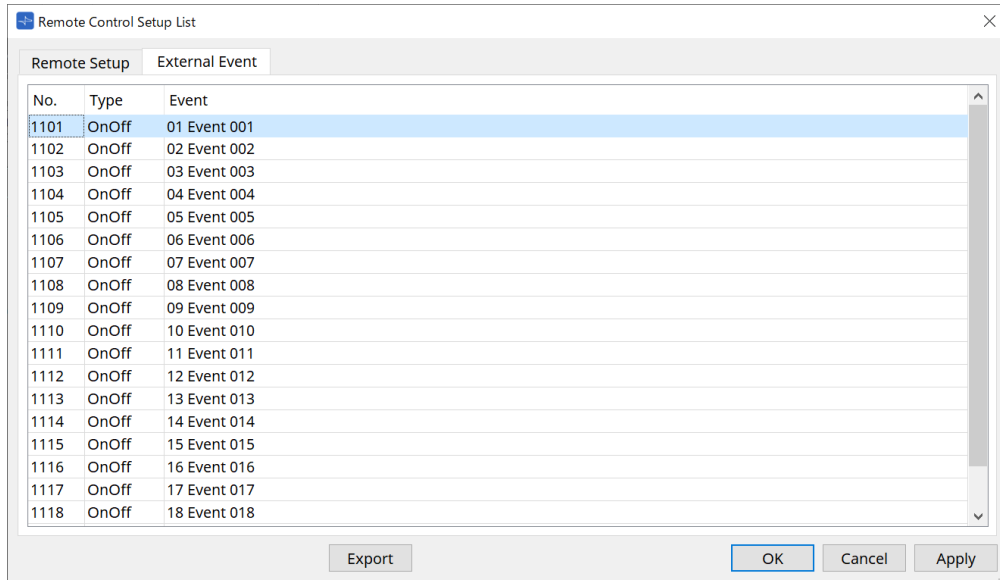 Remote Control Setup List
Remote Setup External Event
No. Type Event
1101 OnOff 01 Event 001
1102 OnOff 02 Event 002
1103 OnOff 03 Event 003
1104 OnOff 04 Event 004
1105 OnOff 05 Event 005
1106 OnOff 06 Event 006
1107 OnOff 07 Event 007
1108 OnOff 08 Event 008
1109 OnOff 09 Event 009
1110 OnOff 10 Event 010
1111 OnOff 11 Event 011
1112 OnOff 12 Event 012
1113 OnOff 13 Event 013
1114 OnOff 14 Event 014
1115 OnOff 15 Event 015
1116 OnOff 16 Event 016
1117 OnOff 17 Event 017
1118 OnOff 18 Event 018
Export OK Cancel Apply